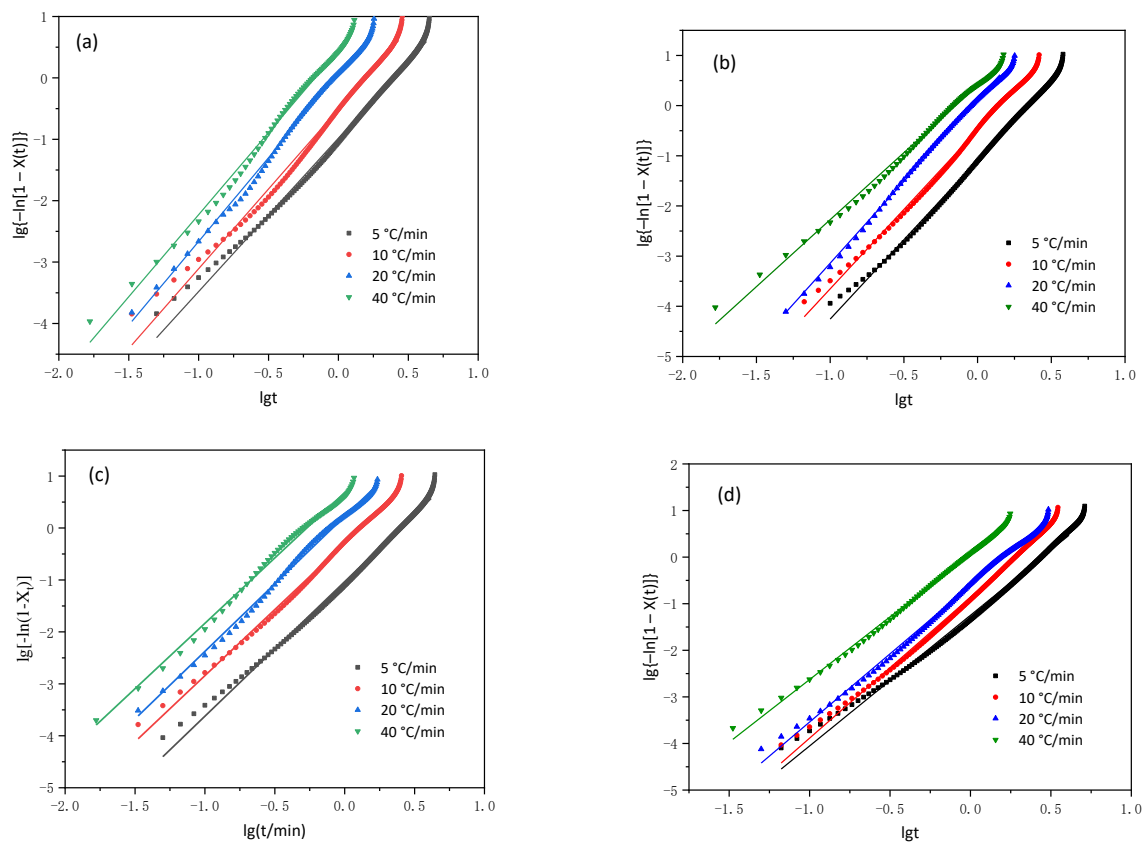 (a)
lg{−ln[1 − X(t)]}
1
0
−1
−2
−3
−4
5 °C/min
10 °C/min
20 °C/min
40 °C/min
-2.0 -1.5 -1.0 -0.5 0.0 0.5 1.0
lgt
(b)
lg{−ln[1 − X(t)]}
2
1
0
−1
−2
−3
−4
−5
5 °C/min
10 °C/min
20 °C/min
40 °C/min
-2.0 -1.5 -1.0 -0.5 0.0 0.5 1.0
lgt
(c)
lg[-ln(1-Xt)]
1
0
-1
-2
-3
-4
-5
5 °C/min
10 °C/min
20 °C/min
40 °C/min
-2.0 -1.5 -1.0 -0.5 0.0 0.5 1.0
lg(t/min)
(d)
lg{−ln[1 − X(t)]}
2
1
0
-1
-2
-3
-4
-5
5 °C/min
10 °C/min
20 °C/min
40 °C/min
-1.5 -1.0 -0.5 0.0 0.5 1.0
lgt